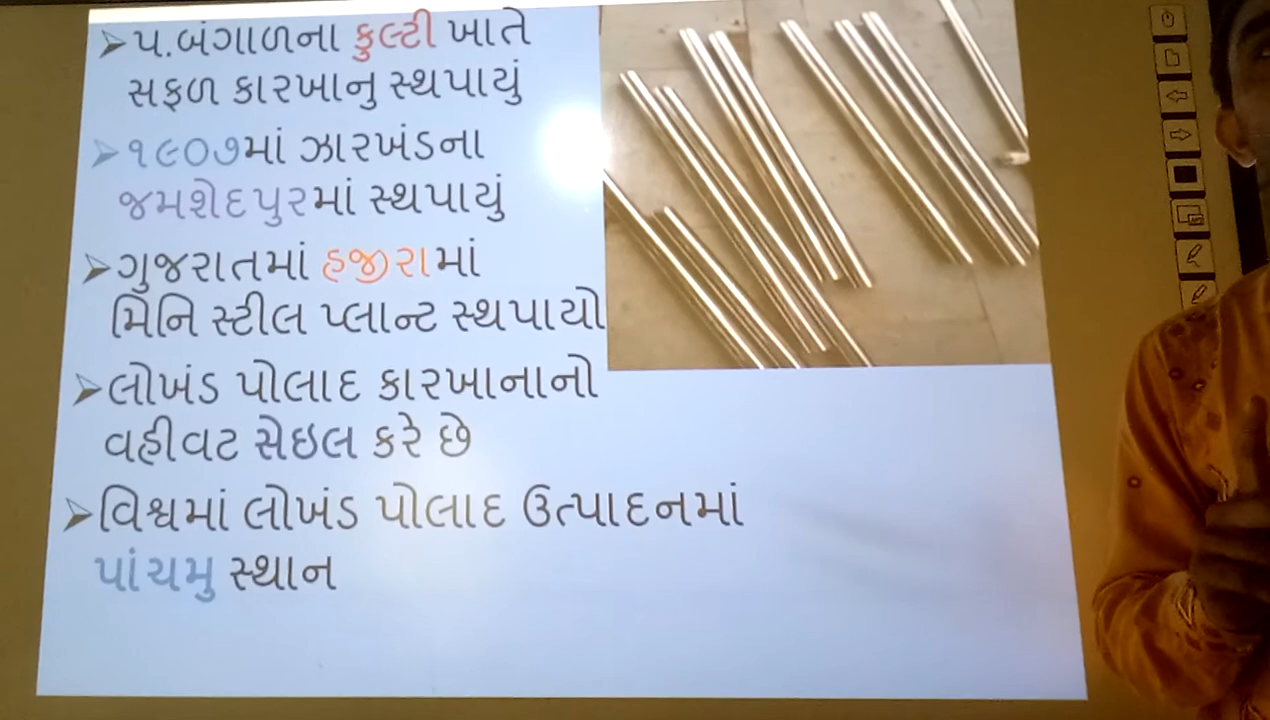 ➢પ.બંગાળના કુલ્ટી ખાતે
સફળ કારખાનુ સ્થપાયું
➢૧૯૦૭માં ઝારખંડના
જમશેદપુરમાં સ્થપાયું
➢ગુજરાતમાં હજીરામાં
મિનિ સ્ટીલ પ્લાન્ટ સ્થપાયો
➢લોખંડ પોલાદ કારખાનાનો
વહીવટ સેઇલ કરે છે
➢વિશ્વમાં લોખંડ પોલાદ ઉત્પાદનમાં
પાંચમુ સ્થાન